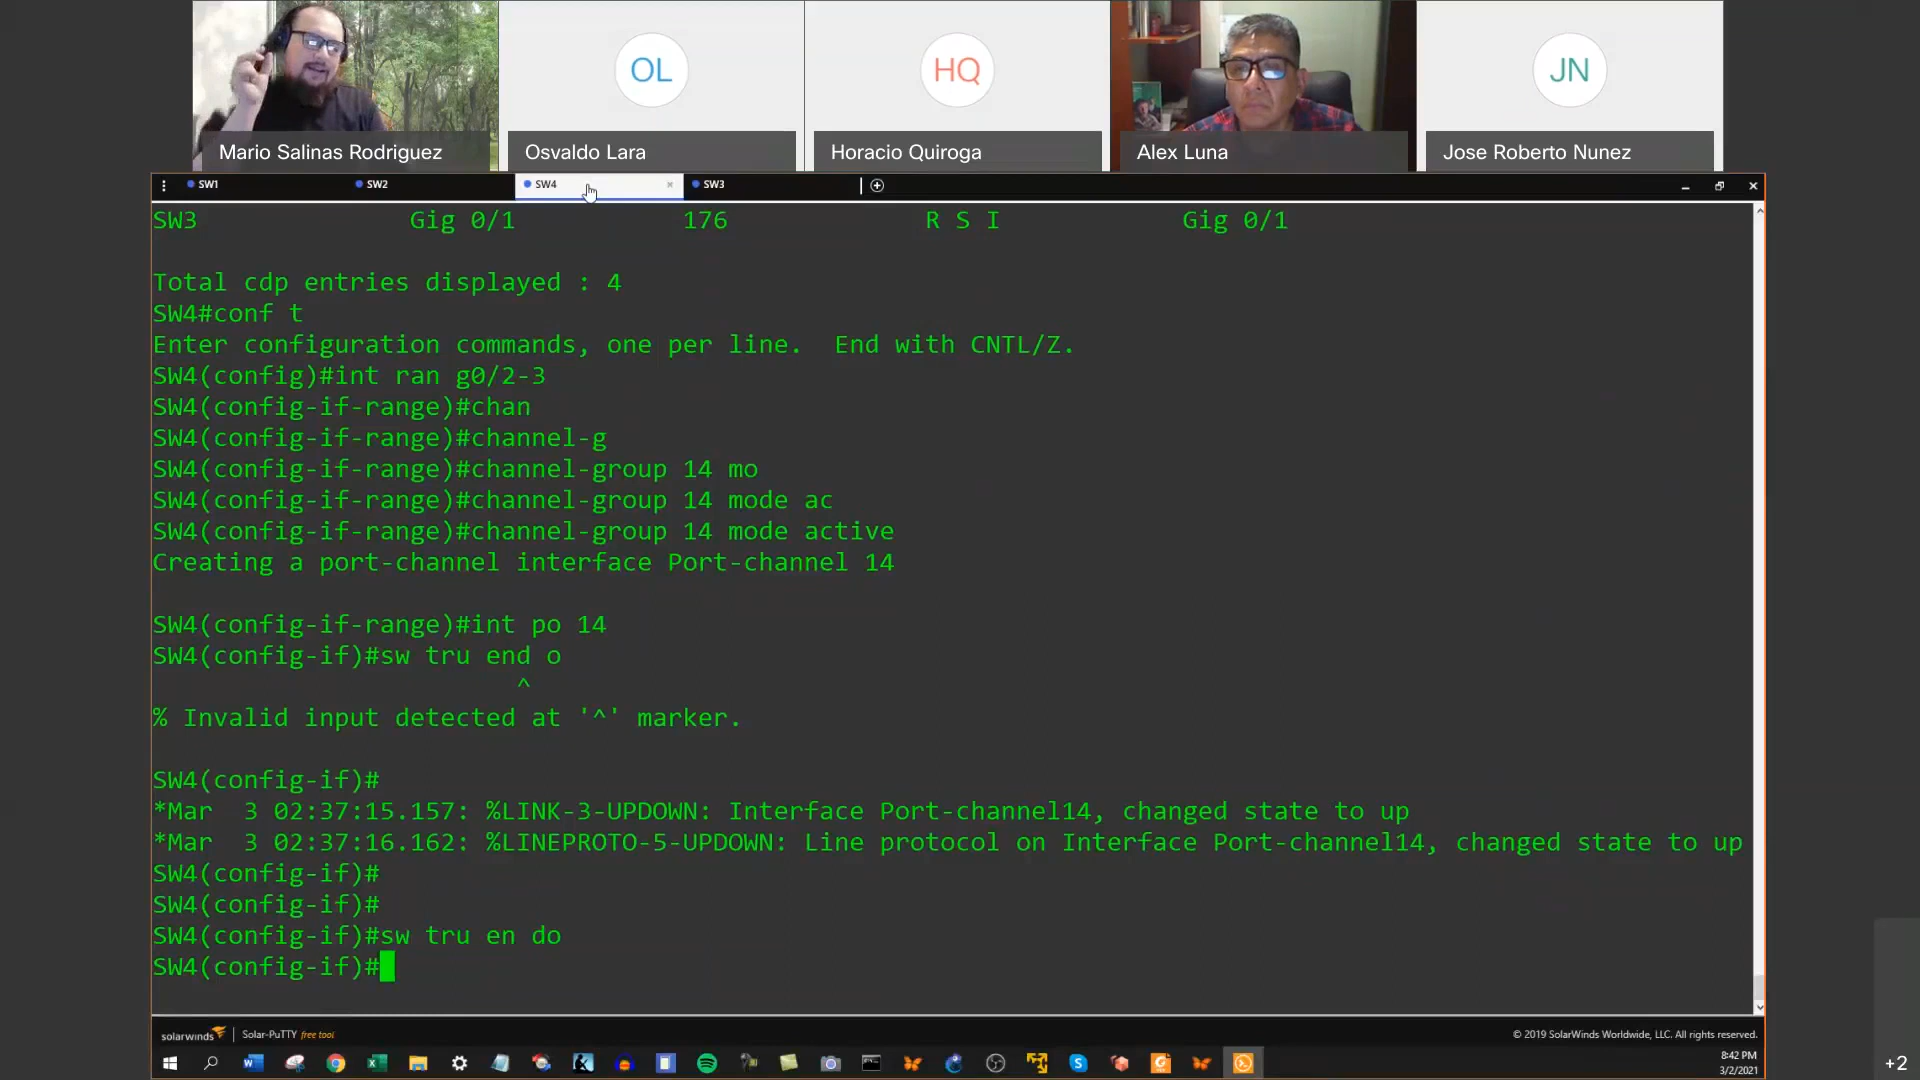 OL
HQ
JN
Mario Salinas Rodriguez
Osvaldo Lara
Horacio Quiroga
Alex Luna
Jose Roberto Nunez
SW1
SW2
SW4
SW3
SW3 Gig 0/1 176 R S I Gig 0/1
Total cdp entries displayed : 4
SW4#conf t
Enter configuration commands, one per line. End with CNTL/Z.
SW4(config)#int ran g0/2-3
SW4(config-if-range)#chan
SW4(config-if-range)#channel-g
SW4(config-if-range)#channel-group 14 mo
SW4(config-if-range)#channel-group 14 mode ac
SW4(config-if-range)#channel-group 14 mode active
Creating a port-channel interface Port-channel 14
SW4(config-if-range)#int po 14
SW4(config-if)#sw tru end o
^
% Invalid input detected at '^' marker.
SW4(config-if)#
*Mar 3 02:37:15.157: %LINK-3-UPDOWN: Interface Port-channel14, changed state to up
*Mar 3 02:37:16.162: %LINEPROTO-5-UPDOWN: Line protocol on Interface Port-channel14, changed state to up
SW4(config-if)#
SW4(config-if)#
SW4(config-if)#sw tru en do
SW4(config-if)#
solarwinds Solar-PuTTY free tool
© 2019 SolarWinds Worldwide, LLC. All rights reserved.
8:42 PM
3/2/2021
+2